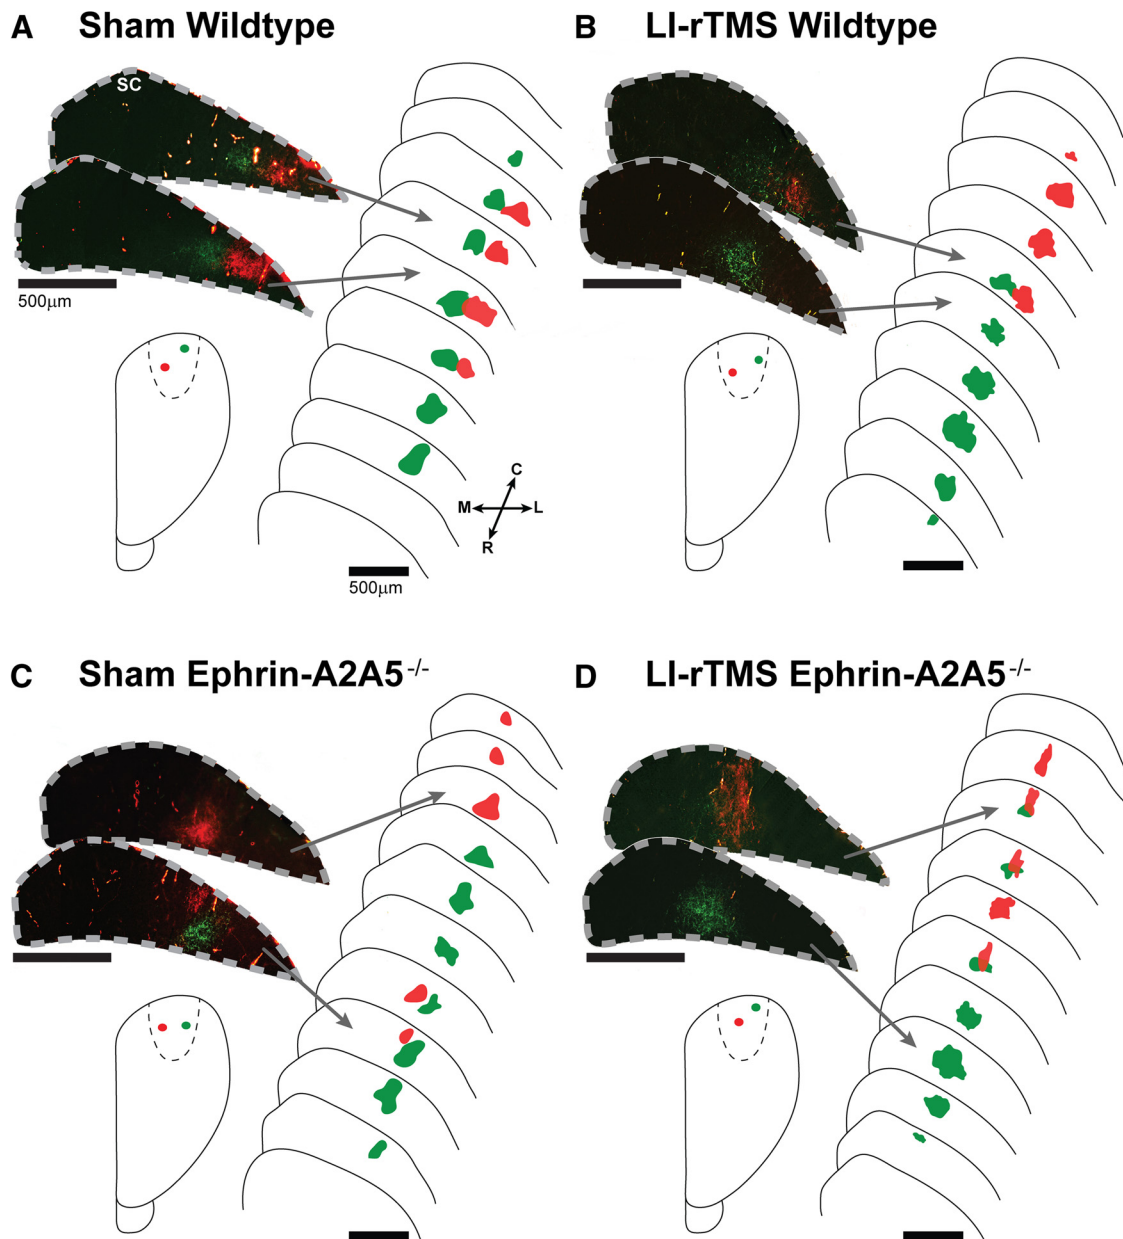 A Sham Wildtype
B LI-rTMS Wildtype
SC
500µm
C
M L
R
500µm
C Sham Ephrin-A2A5-/-
D LI-rTMS Ephrin-A2A5-/-